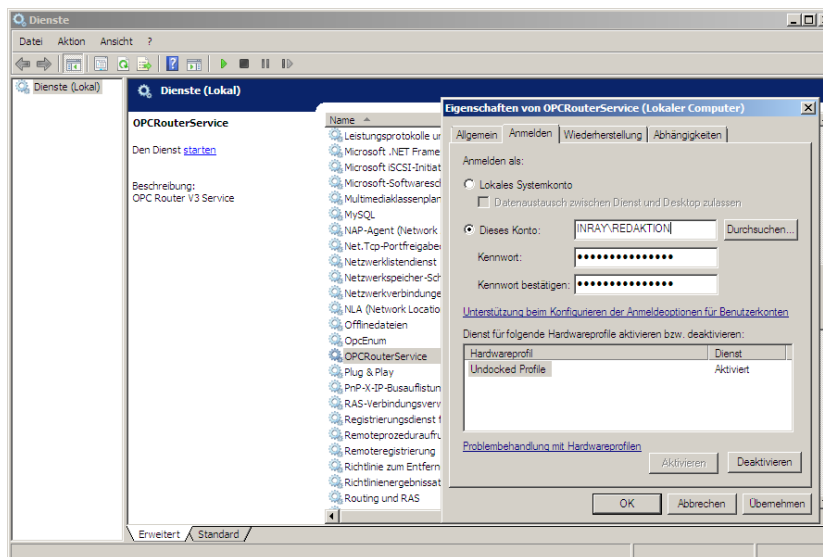 Dienste
Datei Aktion Ansicht ?
Dienste (Lokal)
Dienste (Lokal)
OPCRouterService
Den Dienst starten
Beschreibung:
OPC Router V3 Service
Name
Leistungsprotokolle ur
Microsoft .NET Frame
Microsoft iSCSI-Initiat
Microsoft-Softwaresc
Multimediaklassenplar
MySQL
NAP-Agent (Network
Net.Tcp-Portfreigabe
Netzwerklistendienst
Netzwerkspeicher-Sch
Netzwerkverbindunge
NLA (Network Locatio
Offlinedateien
OpcEnum
OPCRouterService
Plug & Play
PnP-X-IP-Busauflistun
RAS-Verbindungsverw
Registrierungsdienst f
Remoteprozeduraufru
Remoteregistrierung
Richtlinie zum Entfern
Richtlinienergebnissat
Routing und RAS
Erweitert Standard
Eigenschaften von OPCRouterService (Lokaler Computer)
Allgemein Anmelden Wiederherstellung Abhängigkeiten
Anmelden als:
Lokales Systemkonto
Datenaustausch zwischen Dienst und Desktop zulassen
Dieses Konto: INRAY\REDAKTION Durchsuchen...
Kennwort: •••••••••••••••
Kennwort bestätigen: •••••••••••••••
Unterstützung beim Konfigurieren der Anmeldeoptionen für Benutzerkonten
Dienst für folgende Hardwareprofile aktivieren bzw. deaktivieren:
Hardwareprofil Dienst
Undocked Profile Aktiviert
Problembehandlung mit Hardwareprofilen
Aktivieren Deaktivieren
OK Abbrechen Übernehmen